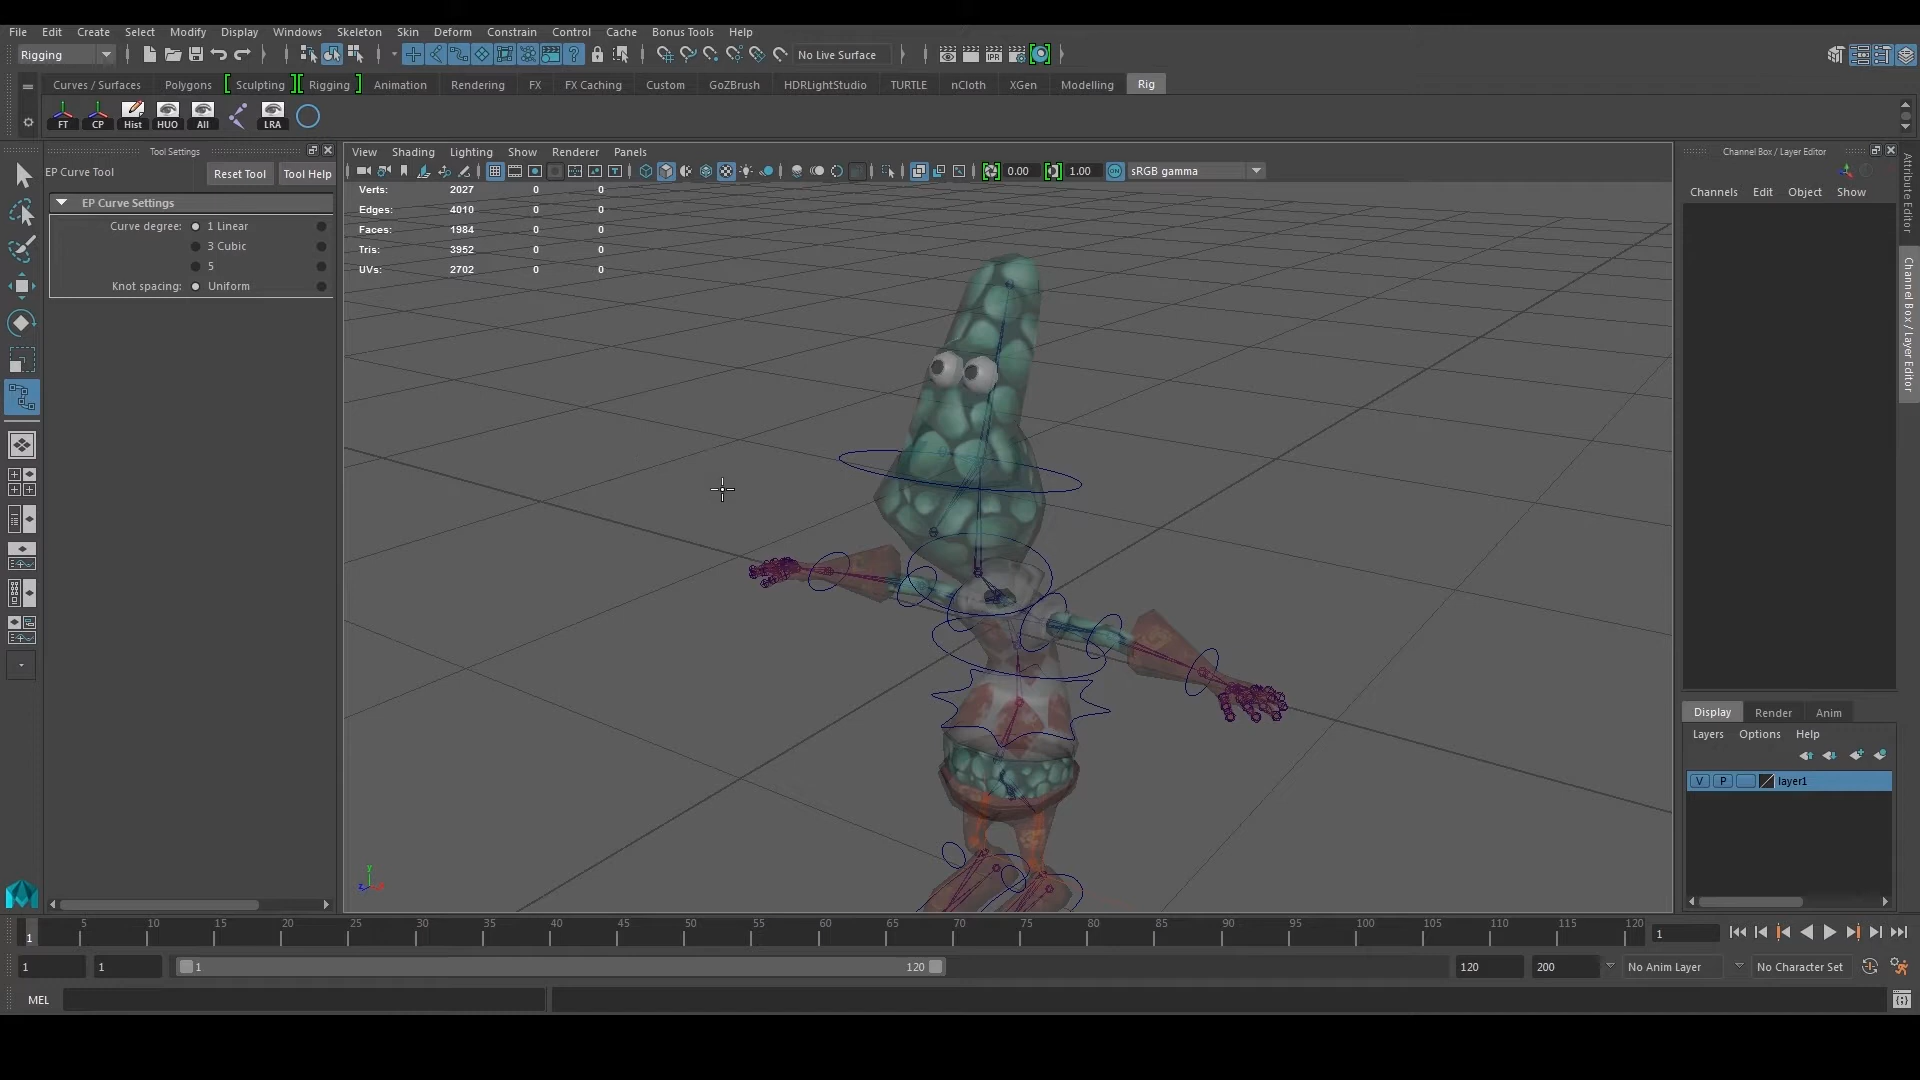 File Edit Create Select Modify Display Windows Skeleton Skin Deform Constrain Control Cache Bonus Tools Help
Rigging No Live Surface IPR
Curves / Surfaces Polygons Sculpting Rigging Animation Rendering FX FX Caching Custom GoZBrush HDRLightStudio TURTLE nCloth XGen Modelling Rig
FT CP Hist HUO All LRA
Tool Settings
EP Curve Tool Reset Tool Tool Help
EP Curve Settings
Curve degree: 1 Linear
3 Cubic
5
Knot spacing: Uniform
View Shading Lighting Show Renderer Panels
0.00 1.00 sRGB gamma
Verts: 2027 0 0
Edges: 4010 0 0
Faces: 1984 0 0
Tris: 3952 0 0
UVs: 2702 0 0
y
z
Channel Box / Layer Editor
Channels Edit Object Show
Attribute Editor
Channel Box / Layer Editor
Display Render Anim
Layers Options Help
V P layer1
1 5 10 15 20 25 30 35 40 45 50 55 60 65 70 75 80 85 90 95 100 105 110 115 120 1
1 1 1 120 120 200 No Anim Layer No Character Set
MEL